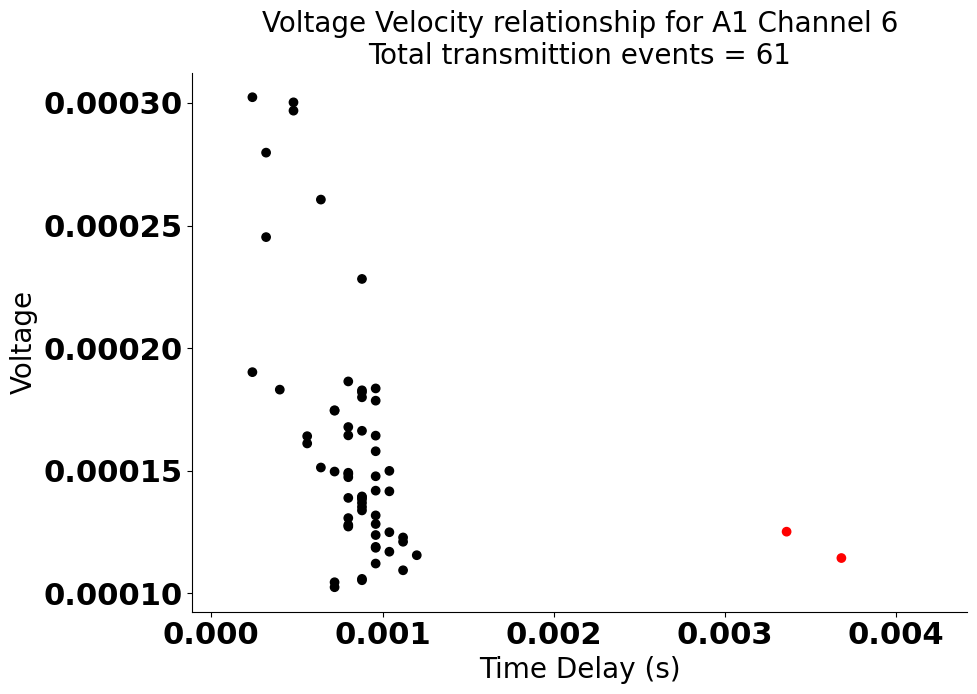 Voltage Velocity relationship for A1 Channel 6
Total transmittion events = 61
0.00030
0.00025
0.00020
0.00015
0.00010
Voltage
0.000
0.001
0.002
0.003
0.004
Time Delay (s)